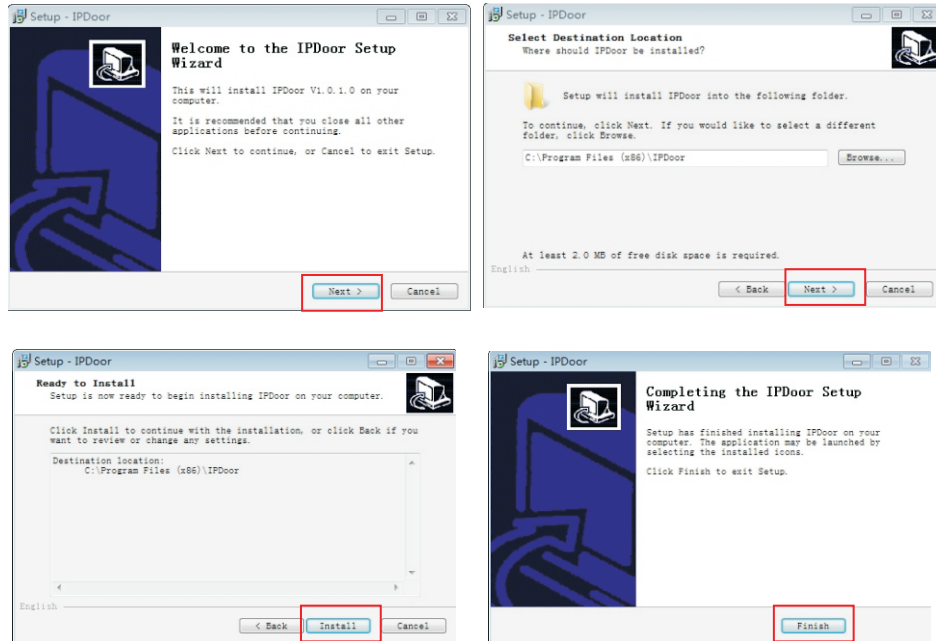 Setup - IPDoor
Welcome to the IPDoor Setup
Wizard
This will install IPDoor V1.0.1.0 on your
computer.
It is recommended that you close all other
applications before continuing.
Click Next to continue, or Cancel to exit Setup.
Next >
Cancel
Setup - IPDoor
Select Destination Location
Where should IPDoor be installed?
Setup will install IPDoor into the following folder.
To continue, click Next. If you would like to select a different
folder, click Browse.
C:\Program Files (x86)\IPDoor
Browse...
At least 2.0 MB of free disk space is required.
English
< Back
Next >
Cancel
Setup - IPDoor
Ready to Install
Setup is now ready to begin installing IPDoor on your computer.
Click Install to continue with the installation, or click Back if you
want to review or change any settings.
Destination location:
C:\Program Files (x86)\IPDoor
English
< Back
Install
Cancel
Setup - IPDoor
Completing the IPDoor Setup
Wizard
Setup has finished installing IPDoor on your
computer. The application may be launched by
selecting the installed icons.
Click Finish to exit Setup.
Finish